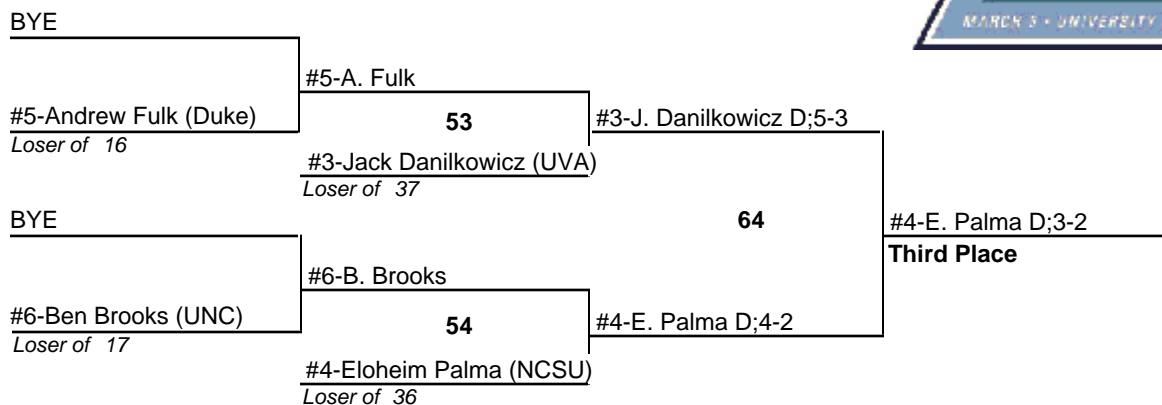 BYE
MARCH 5 • UNIVERSITY
#5-A. Fulk
#5-Andrew Fulk (Duke)
53
#3-J. Danilkowicz D;5-3
Loser of 16
#3-Jack Danilkowicz (UVA)
Loser of 37
BYE
64
#4-E. Palma D;3-2
Third Place
#6-B. Brooks
#6-Ben Brooks (UNC)
54
#4-E. Palma D;4-2
Loser of 17
#4-Eloheim Palma (NCSU)
Loser of 36